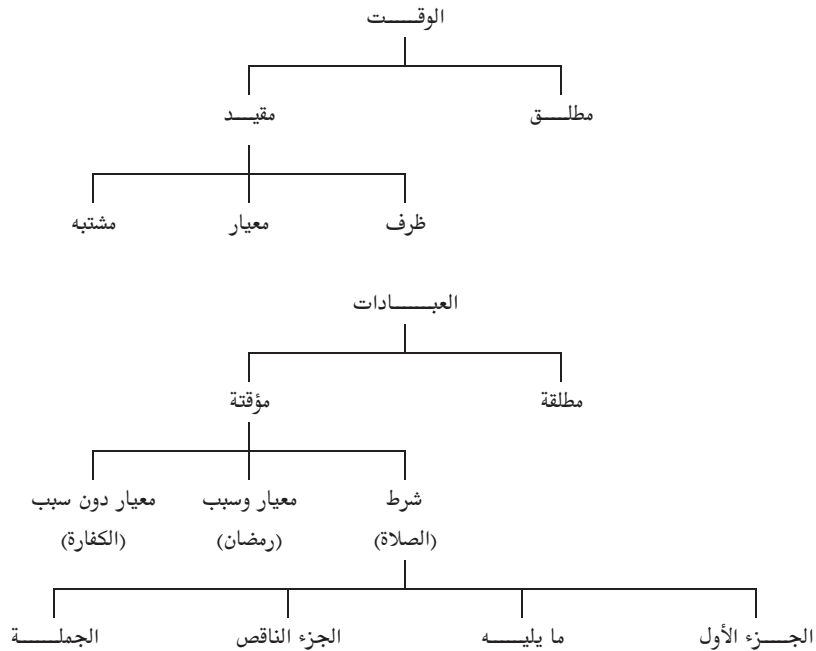 الوقت
مطلق مقيد
ظرف معيار مشتبه
العبادات
مطلقة مؤقتة
شرط معيار وسبب معيار دون سبب
(الصلاة) (رمضان) (الكفارة)
الجزء الأول ما يليه الجزء الناقص الجملة